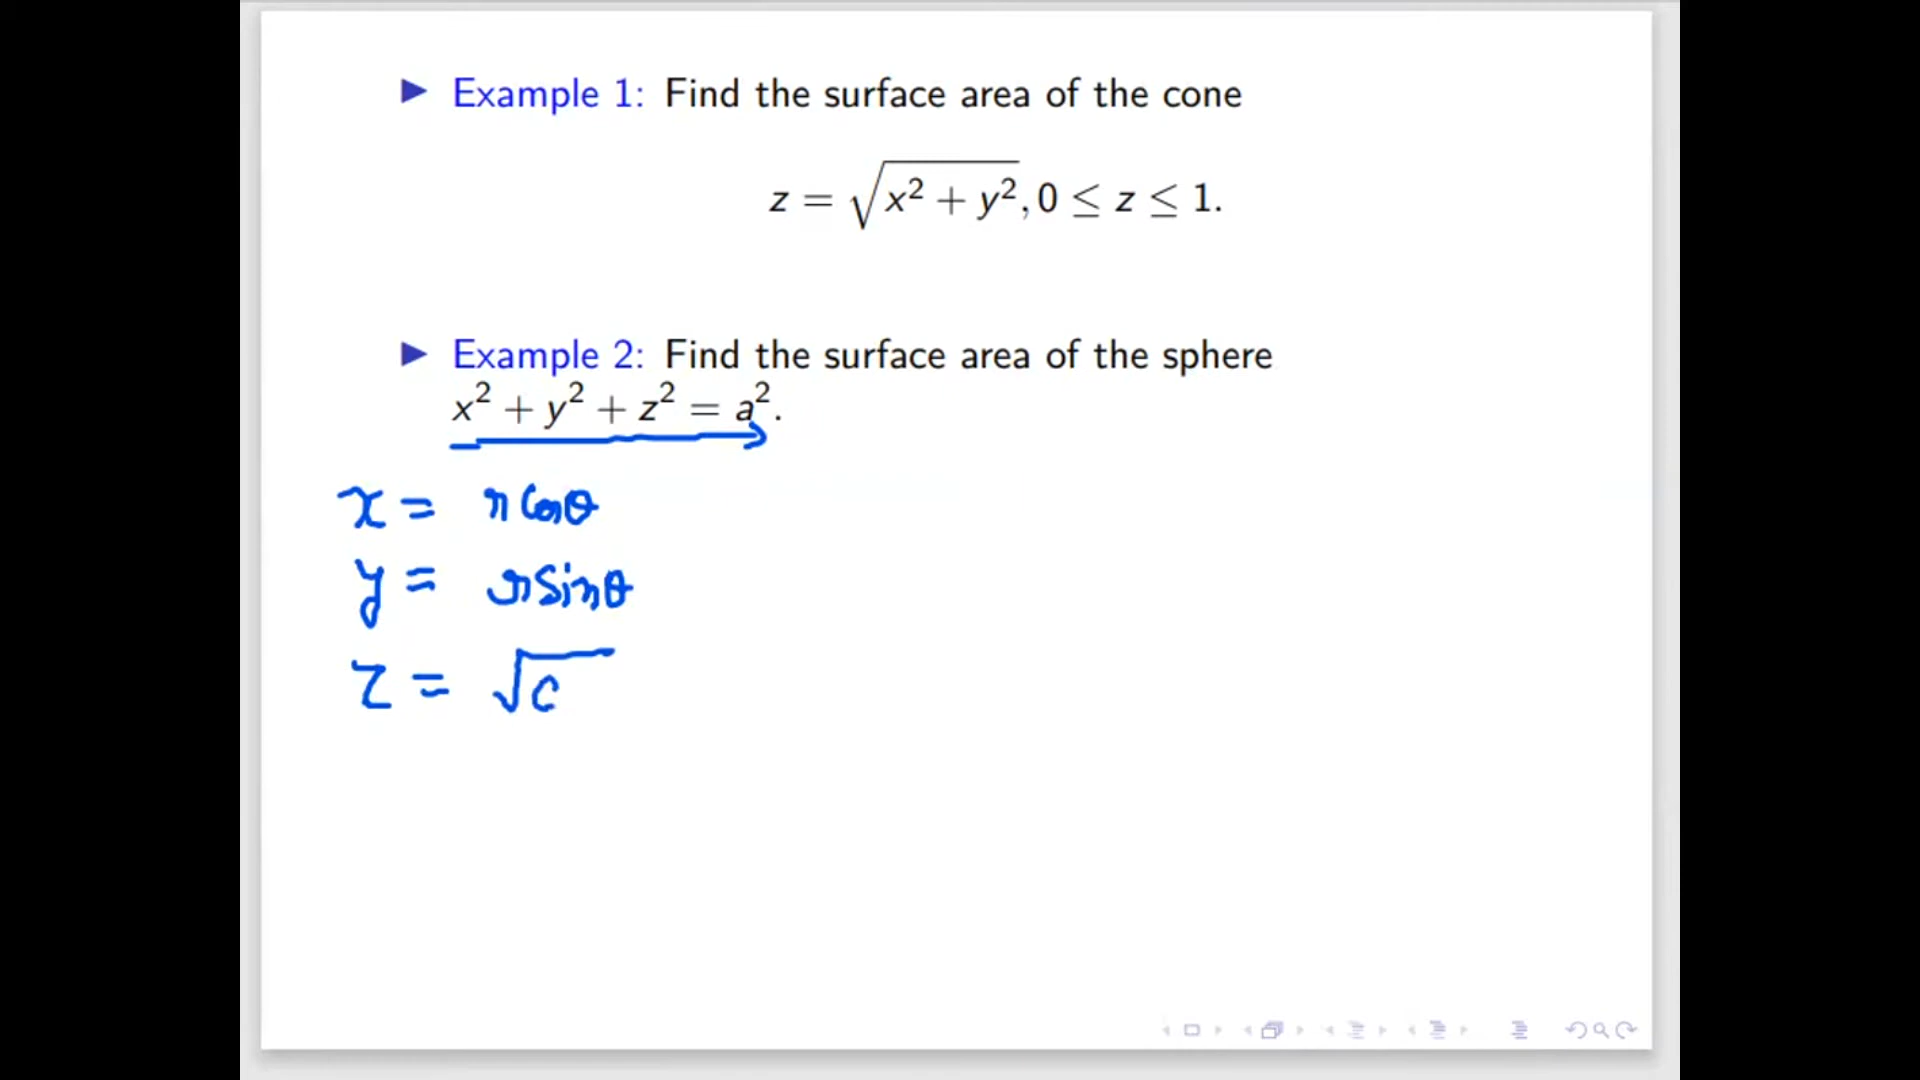 Example 1: Find the surface area of the cone
z = √x² + y², 0 ≤ z ≤ 1.
Example 2: Find the surface area of the sphere
x² + y² + z² = a².
x = r cosθ
y = r sinθ
z = √c